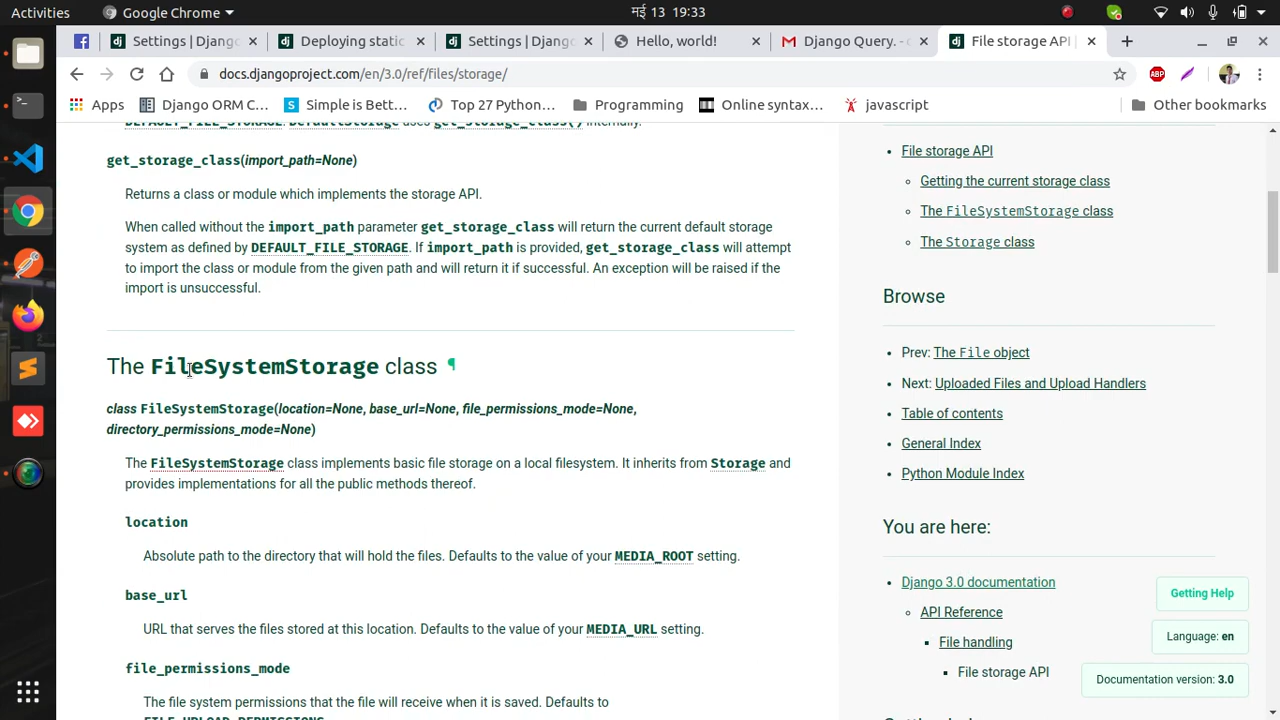 Activities
Google Chrome
मई 13 19:33
Settings | Django
Deploying static
Settings | Django
Hello, world!
Django Query. - c
File storage API |
docs.djangoproject.com/en/3.0/ref/files/storage/
ABP
Apps
Django ORM C...
Simple is Bett...
Top 27 Python...
Programming
Online syntax...
javascript
Other bookmarks
DEFAULT_FILE_STORAGE. DefaultStorage uses get_storage_class() internally.
get_storage_class(import_path=None)
Returns a class or module which implements the storage API.
When called without the import_path parameter get_storage_class will return the current default storage
system as defined by DEFAULT_FILE_STORAGE. If import_path is provided, get_storage_class will attempt
to import the class or module from the given path and will return it if successful. An exception will be raised if the
import is unsuccessful.
The FileSystemStorage class ¶
class FileSystemStorage(location=None, base_url=None, file_permissions_mode=None,
directory_permissions_mode=None)
The FileSystemStorage class implements basic file storage on a local filesystem. It inherits from Storage and
provides implementations for all the public methods thereof.
location
Absolute path to the directory that will hold the files. Defaults to the value of your MEDIA_ROOT setting.
base_url
URL that serves the files stored at this location. Defaults to the value of your MEDIA_URL setting.
file_permissions_mode
The file system permissions that the file will receive when it is saved. Defaults to
FILE_UPLOAD_PERMISSIONS
File storage API
Getting the current storage class
The FileSystemStorage class
The Storage class
Browse
Prev: The File object
Next: Uploaded Files and Upload Handlers
Table of contents
General Index
Python Module Index
You are here:
Django 3.0 documentation
API Reference
File handling
File storage API
Getting Help
Language: en
Documentation version: 3.0